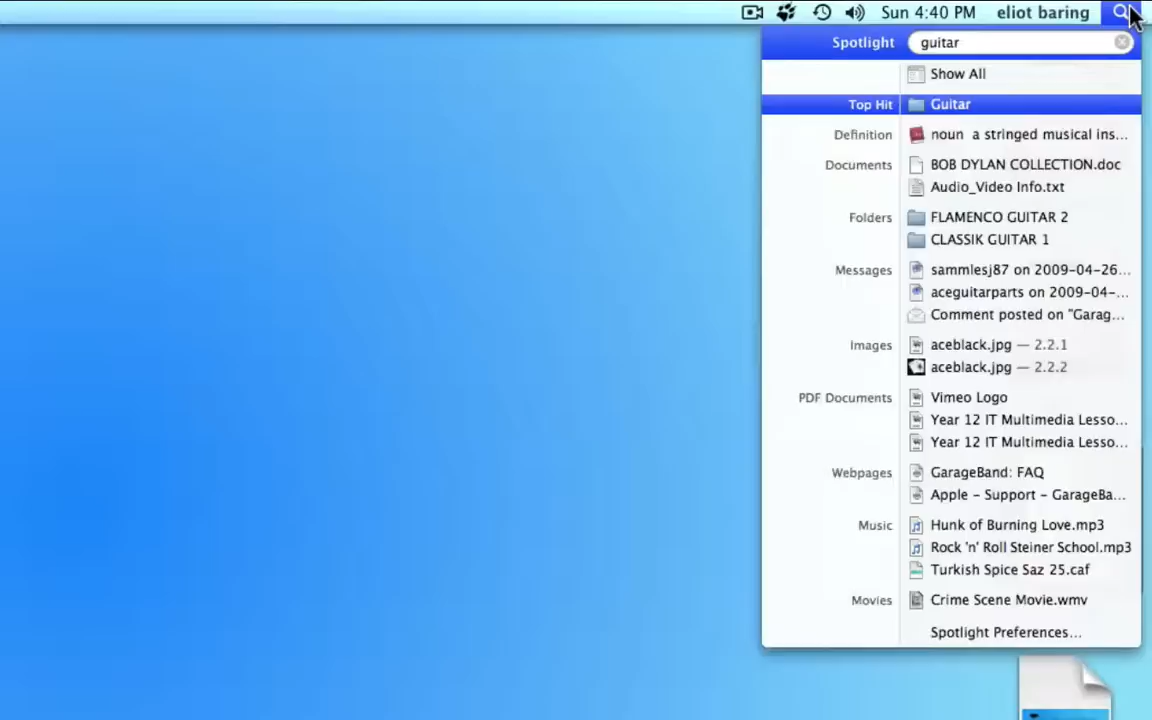 Sun 4:40 PM eliot baring
Spotlight guitar
Show All
Top Hit Guitar
Definition noun a stringed musical ins...
Documents BOB DYLAN COLLECTION.doc
Audio_Video Info.txt
Folders FLAMENCO GUITAR 2
CLASSIK GUITAR 1
Messages sammlesj87 on 2009-04-26...
aceguitarparts on 2009-04-...
Comment posted on "Garag...
Images aceblack.jpg — 2.2.1
aceblack.jpg — 2.2.2
PDF Documents Vimeo Logo
Year 12 IT Multimedia Lesso...
Year 12 IT Multimedia Lesso...
Webpages GarageBand: FAQ
Apple – Support – GarageBa...
Music Hunk of Burning Love.mp3
Rock 'n' Roll Steiner School.mp3
Turkish Spice Saz 25.caf
Movies Crime Scene Movie.wmv
Spotlight Preferences...